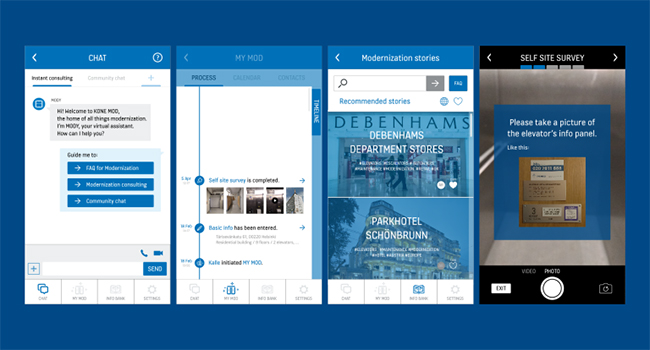 CHAT
Instant consulting
Community chat
+
MODY
Hi! Welcome to KONE MOD,
the home of all things modernization.
I'm MODY, your virtual assistant.
How can I help you?
Guide me to:
FAQ for Modernization
Modernization consulting
Community chat
+
SEND
CHAT
MY MOD
INFO BANK
SETTINGS
MY MOD
PROCESS
CALENDAR
CONTACTS
TIMELINE
Self site survey is completed.
Basic info has been entered.
Kalle initiated MY MOD.
CHAT
MY MOD
INFO BANK
SETTINGS
Modernization stories
FAQ
Recommended stories
DEBENHAMS
DEBENHAMS
DEPARTMENT STORES
PARKHOTEL
SCHÖNBRUNN
CHAT
MY MOD
INFO BANK
SETTINGS
SELF SITE SURVEY
Please take a picture
of the elevator's info panel.
Like this:
VIDEO
PHOTO
EXIT